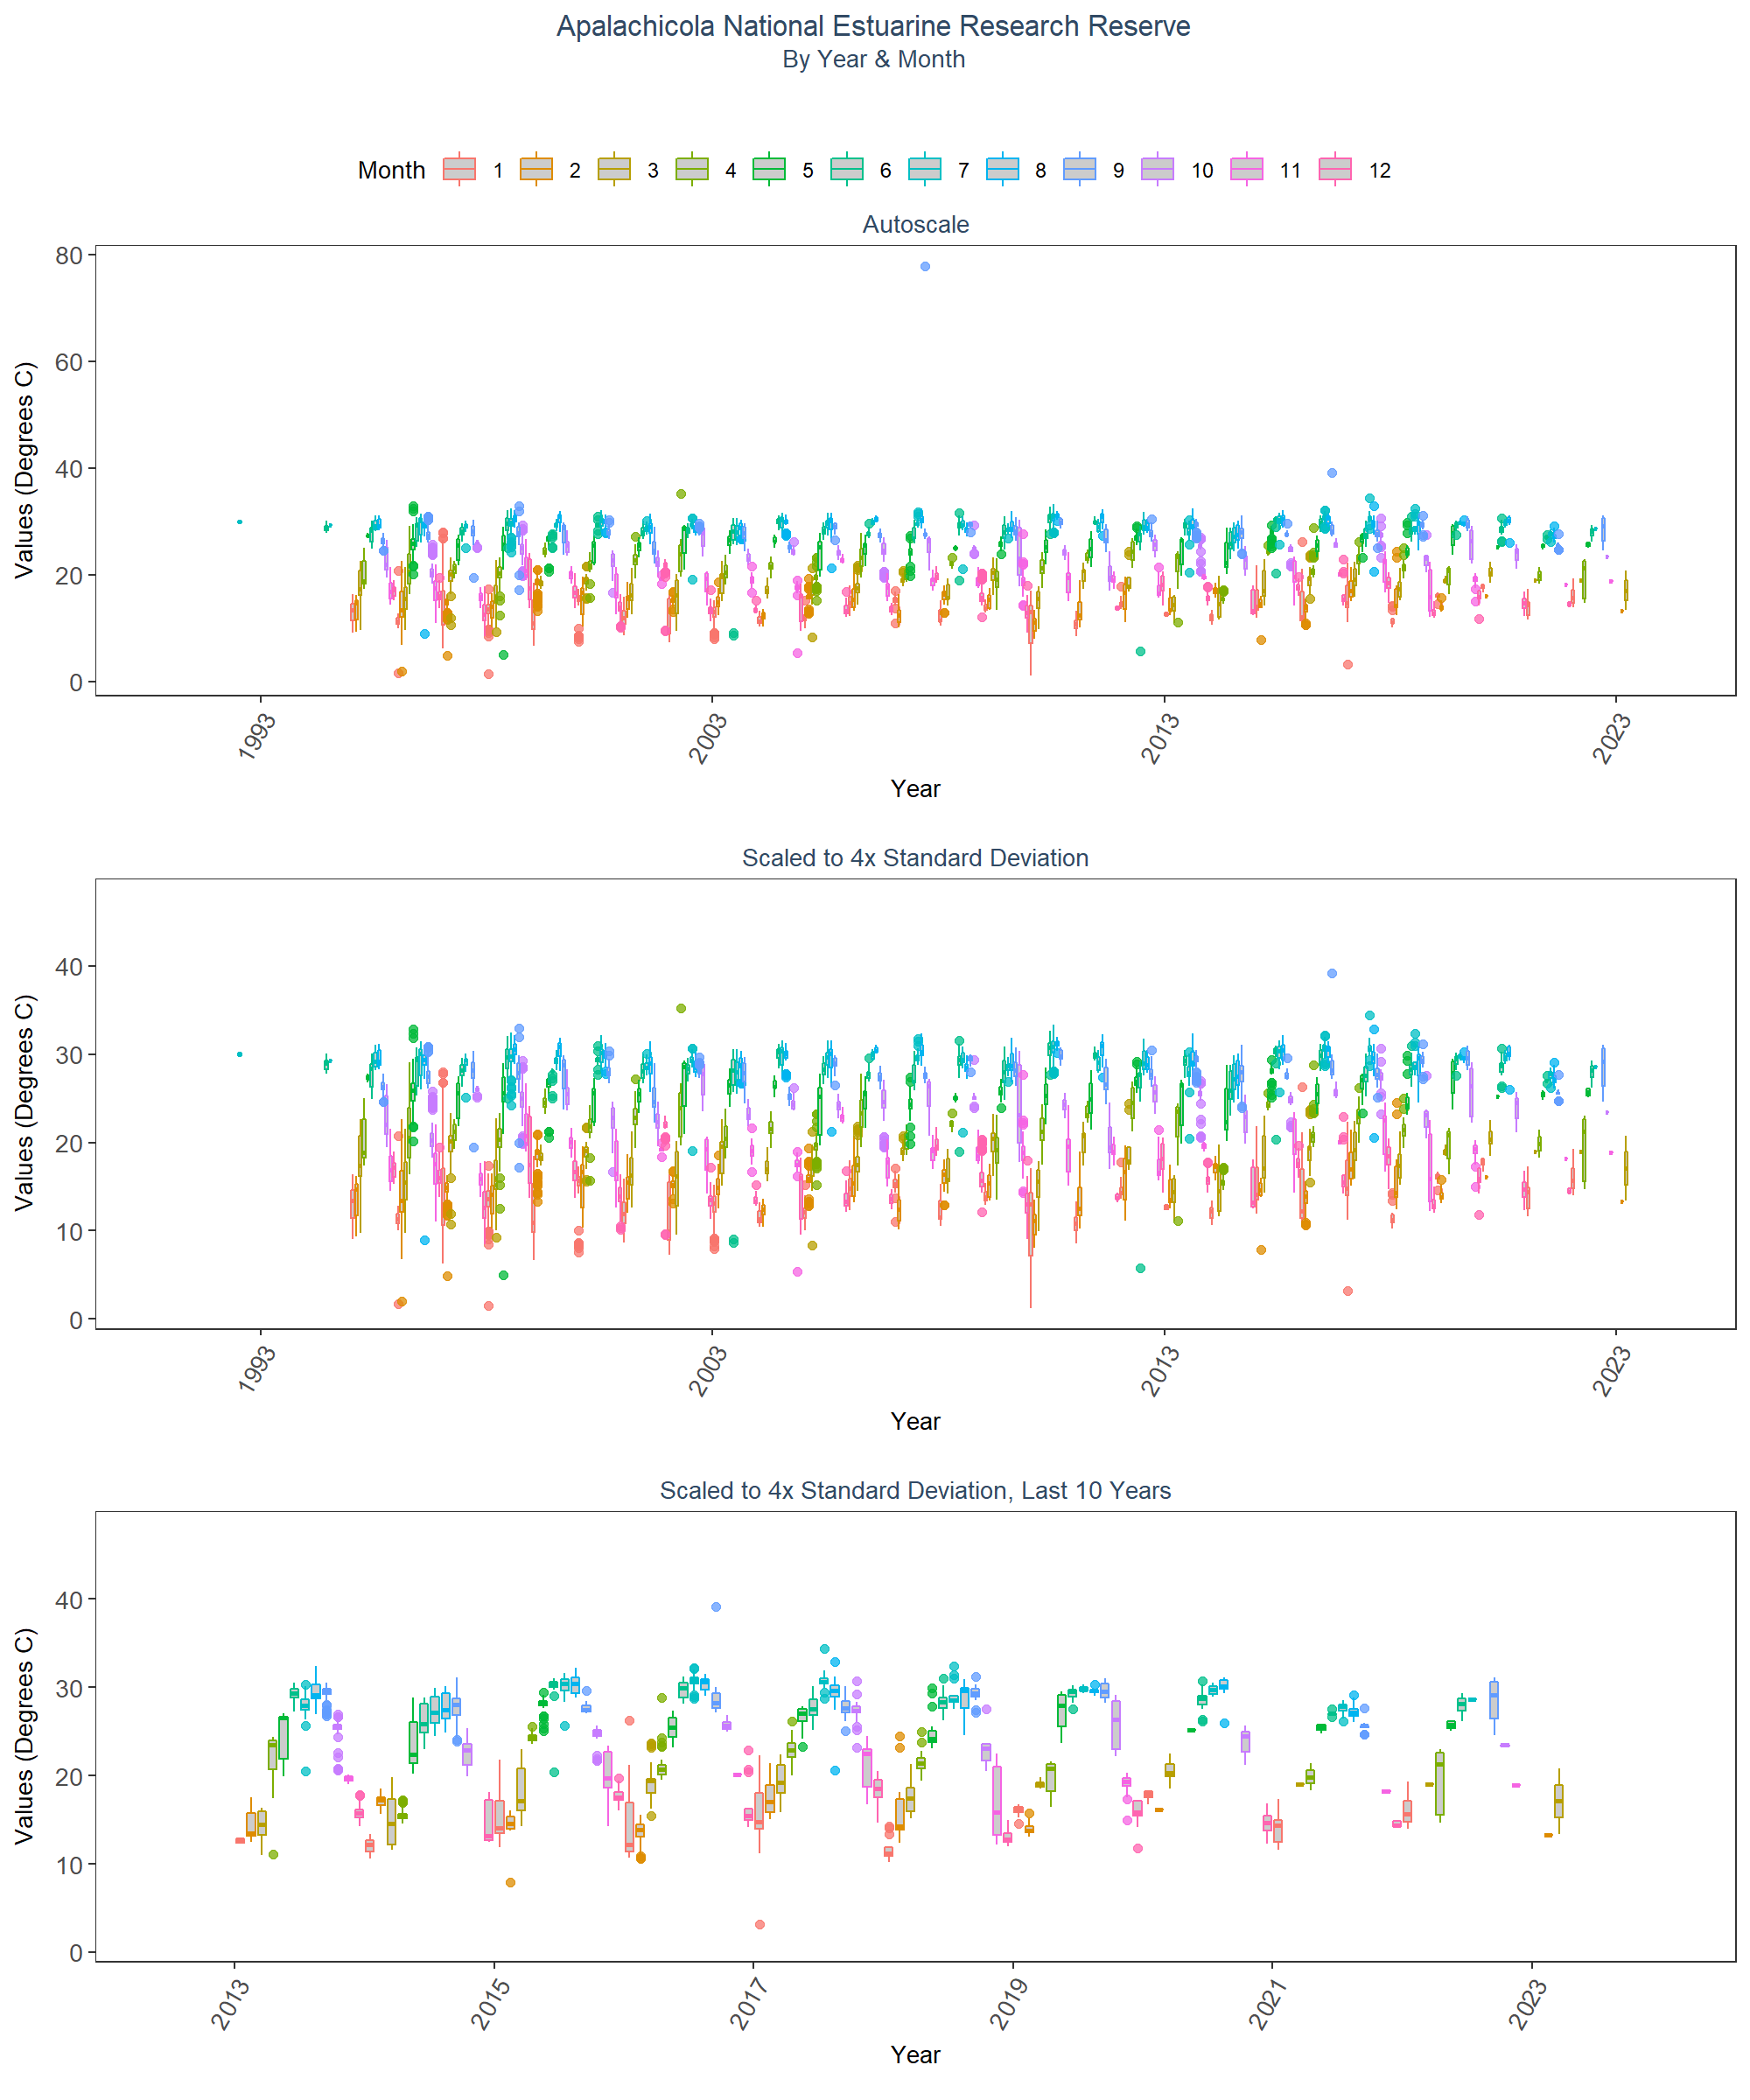 Apalachicola National Estuarine Research Reserve
By Year & Month
Month 1 2 3 4 5 6 7 8 9 10 11 12
Autoscale
Values (Degrees C)
80
60
40
20
0
1993 2003 2013 2023
Year
Scaled to 4x Standard Deviation
Values (Degrees C)
40
30
20
10
0
1993 2003 2013 2023
Year
Scaled to 4x Standard Deviation, Last 10 Years
Values (Degrees C)
40
30
20
10
0
2013 2015 2017 2019 2021 2023
Year